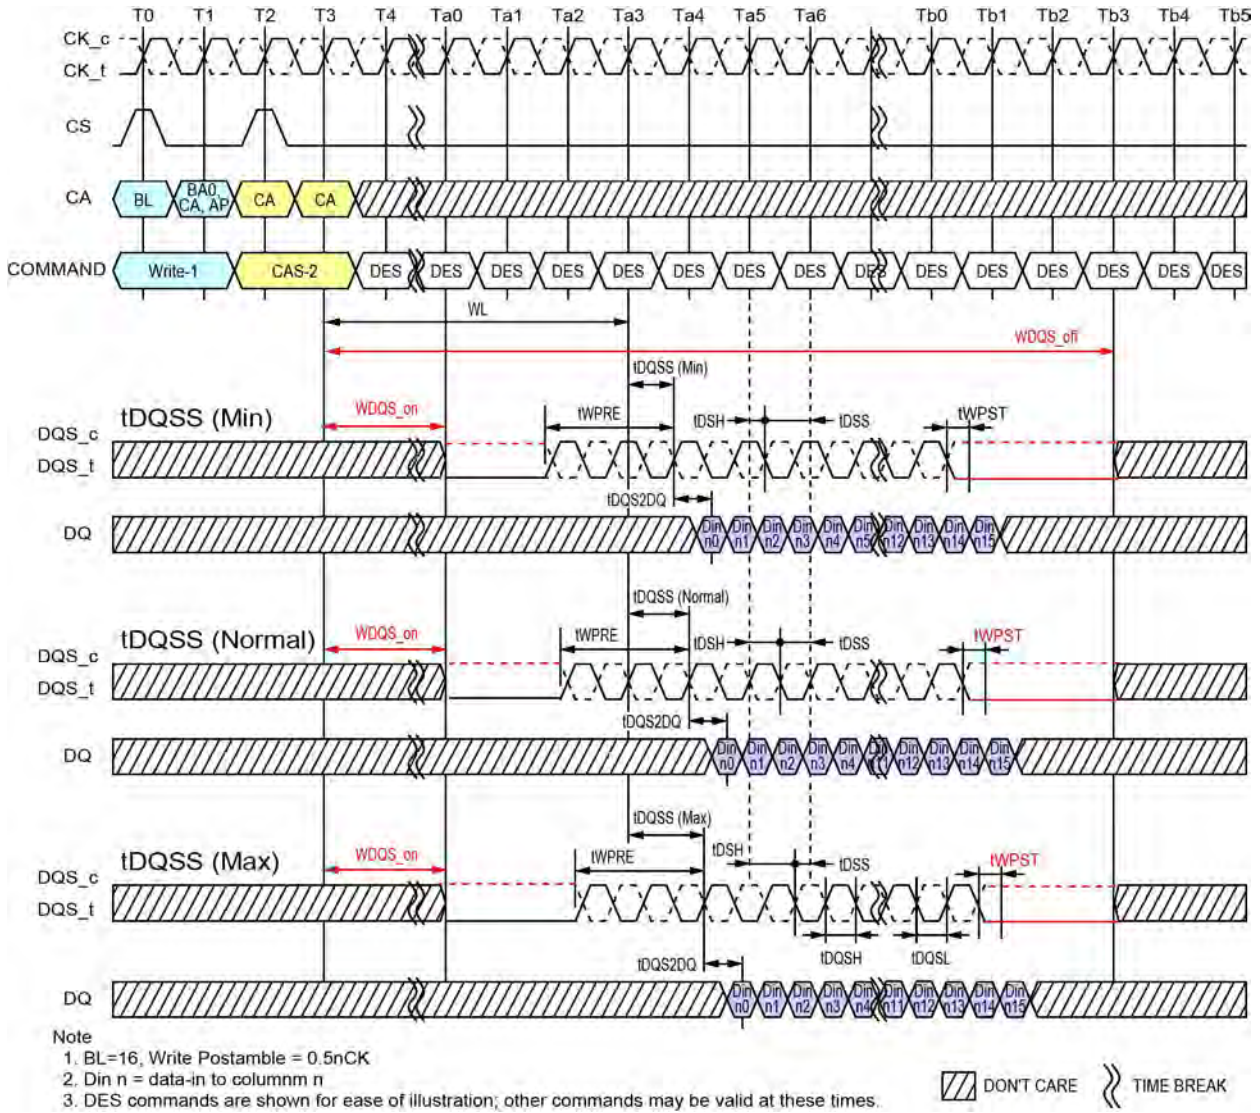 T0 T1 T2 T3 T4 Ta0 Ta1 Ta2 Ta3 Ta4 Ta5 Ta6 Tb0 Tb1 Tb2 Tb3 Tb4 Tb5
CK_c
CK_t
CS
CA BL BA0, CA, AP CA CA
COMMAND Write-1 CAS-2 DES DES DES DES DES DES DES DES DES DES DES DES DES DES DES
WL
WDQS_off
tDQSS (Min)
tDQSS (Min) WDQS_on tWPRE tDSH tDSS tWPST
DQS_c
DQS_t
tDQS2DQ
DQ Din n0 Din n1 Din n2 Din n3 Din n4 Din n5 Din n12 Din n13 Din n14 Din n15
tDQSS (Normal)
tDQSS (Normal) WDQS_on tWPRE tDSH tDSS tWPST
DQS_c
DQS_t
tDQS2DQ
DQ Din n0 Din n1 Din n2 Din n3 Din n4 Din n11 Din n12 Din n13 Din n14 Din n15
tDQSS (Max)
tDQSS (Max) WDQS_on tWPRE tDSH tDSS tWPST
DQS_c
DQS_t
tDQSH tDQSL
tDQS2DQ
DQ Din n0 Din n1 Din n2 Din n3 Din n4 Din n11 Din n12 Din n13 Din n14 Din n15
Note
1. BL=16, Write Postamble = 0.5nCK
2. Din n = data-in to columnm n
3. DES commands are shown for ease of illustration; other commands may be valid at these times.
DON'T CARE TIME BREAK